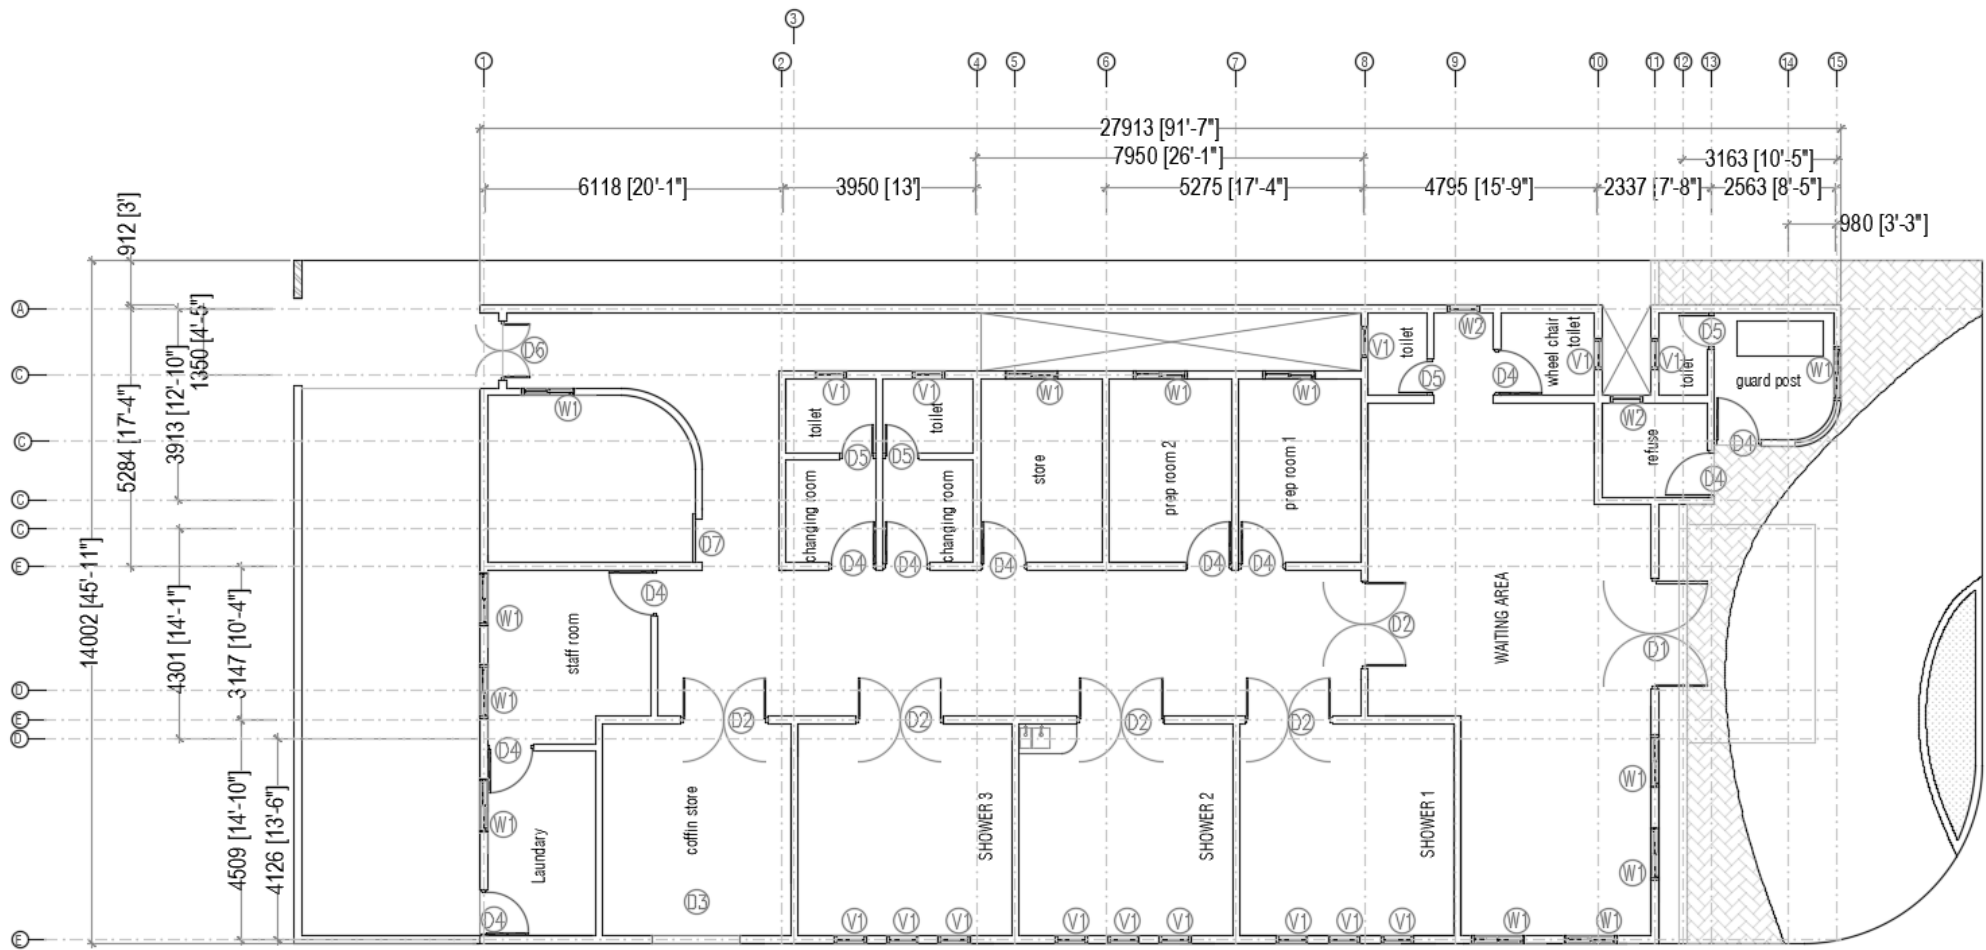 3
1 2 4 5 6 7 8 9 10 11 12 13 14 15
27913 [91'-7"]
7950 [26'-1"]
3163 [10'-5"]
6118 [20'-1"]
3950 [13']
5275 [17'-4"]
4795 [15'-9"]
2337 [7'-8"]
2563 [8'-5"]
980 [3'-3"]
912 [3']
1350 [4'-5"]
3913 [12'-10"]
5284 [17'-4"]
14002 [45'-11"]
4301 [14'-1"]
3147 [10'-4"]
4509 [14'-10"]
4126 [13'-6"]
A
C
C
C
C
E
D
E
D
E
D6
W1
D7
V1
toilet
D5
changing room
D4
V1
toilet
D5
changing room
D4
W1
store
D4
W1
prep room 2
D4
W1
prep room 1
D4
V1
toilet
D5
W2
D4
wheel chair
toilet
V1
V1
toilet
D5
guard post
W1
D4
W2
refuse
D4
W1
staff room
D4
W1
D2
WAITING AREA
D1
D4
W1
Laundary
D4
D2
coffin store
D3
D2
SHOWER 3
V1 V1 V1
D2
SHOWER 2
V1 V1 V1
D2
SHOWER 1
V1 V1 V1
W1
W1
W1 W1